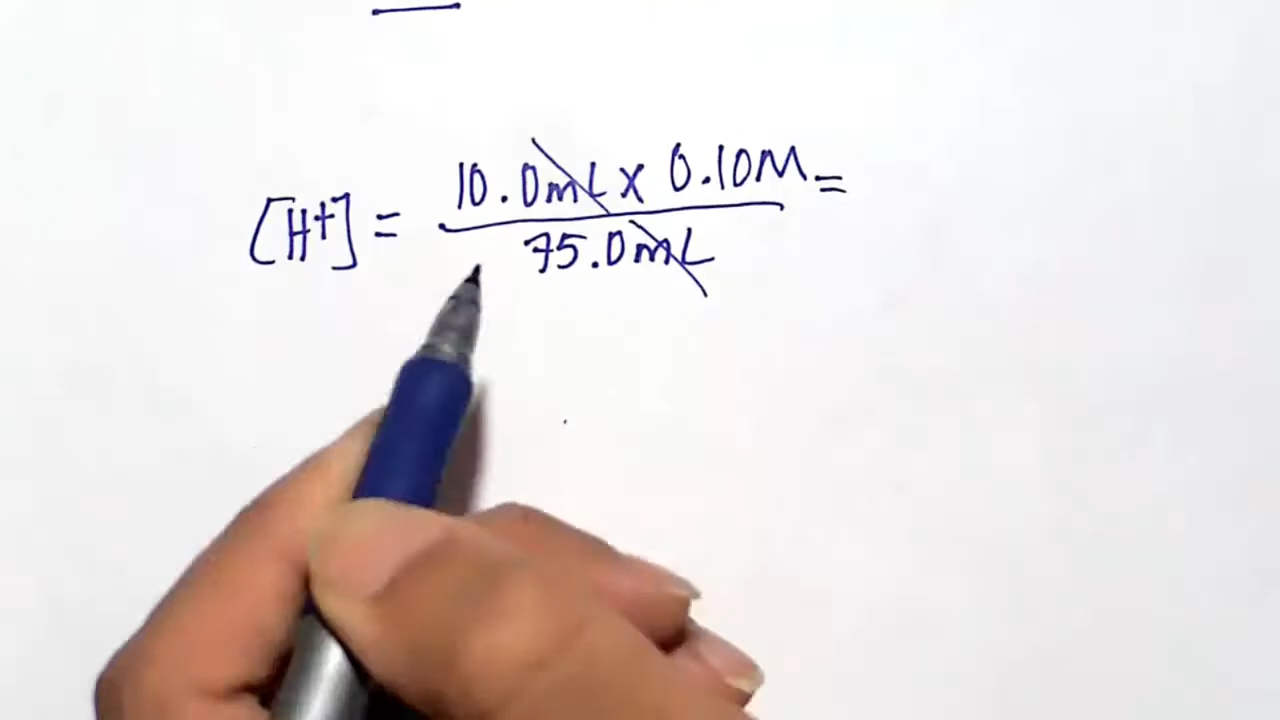 [H+] = 10.0mL x 0.10M =
75.0mL